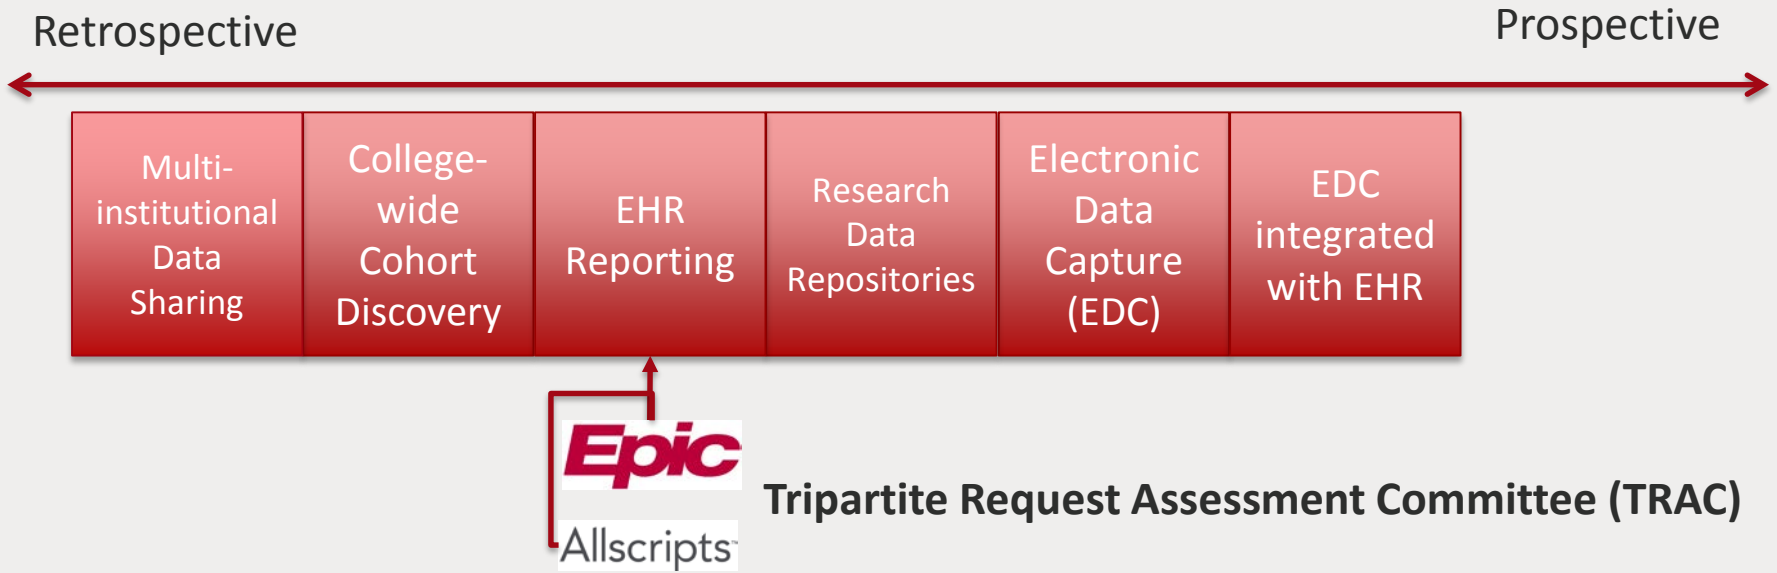 Retrospective
Prospective
Multi-
institutional
Data
Sharing
College-
wide
Cohort
Discovery
EHR
Reporting
Research
Data
Repositories
Electronic
Data
Capture
(EDC)
EDC
integrated
with EHR
Epic
Tripartite Request Assessment Committee (TRAC)
Allscripts™